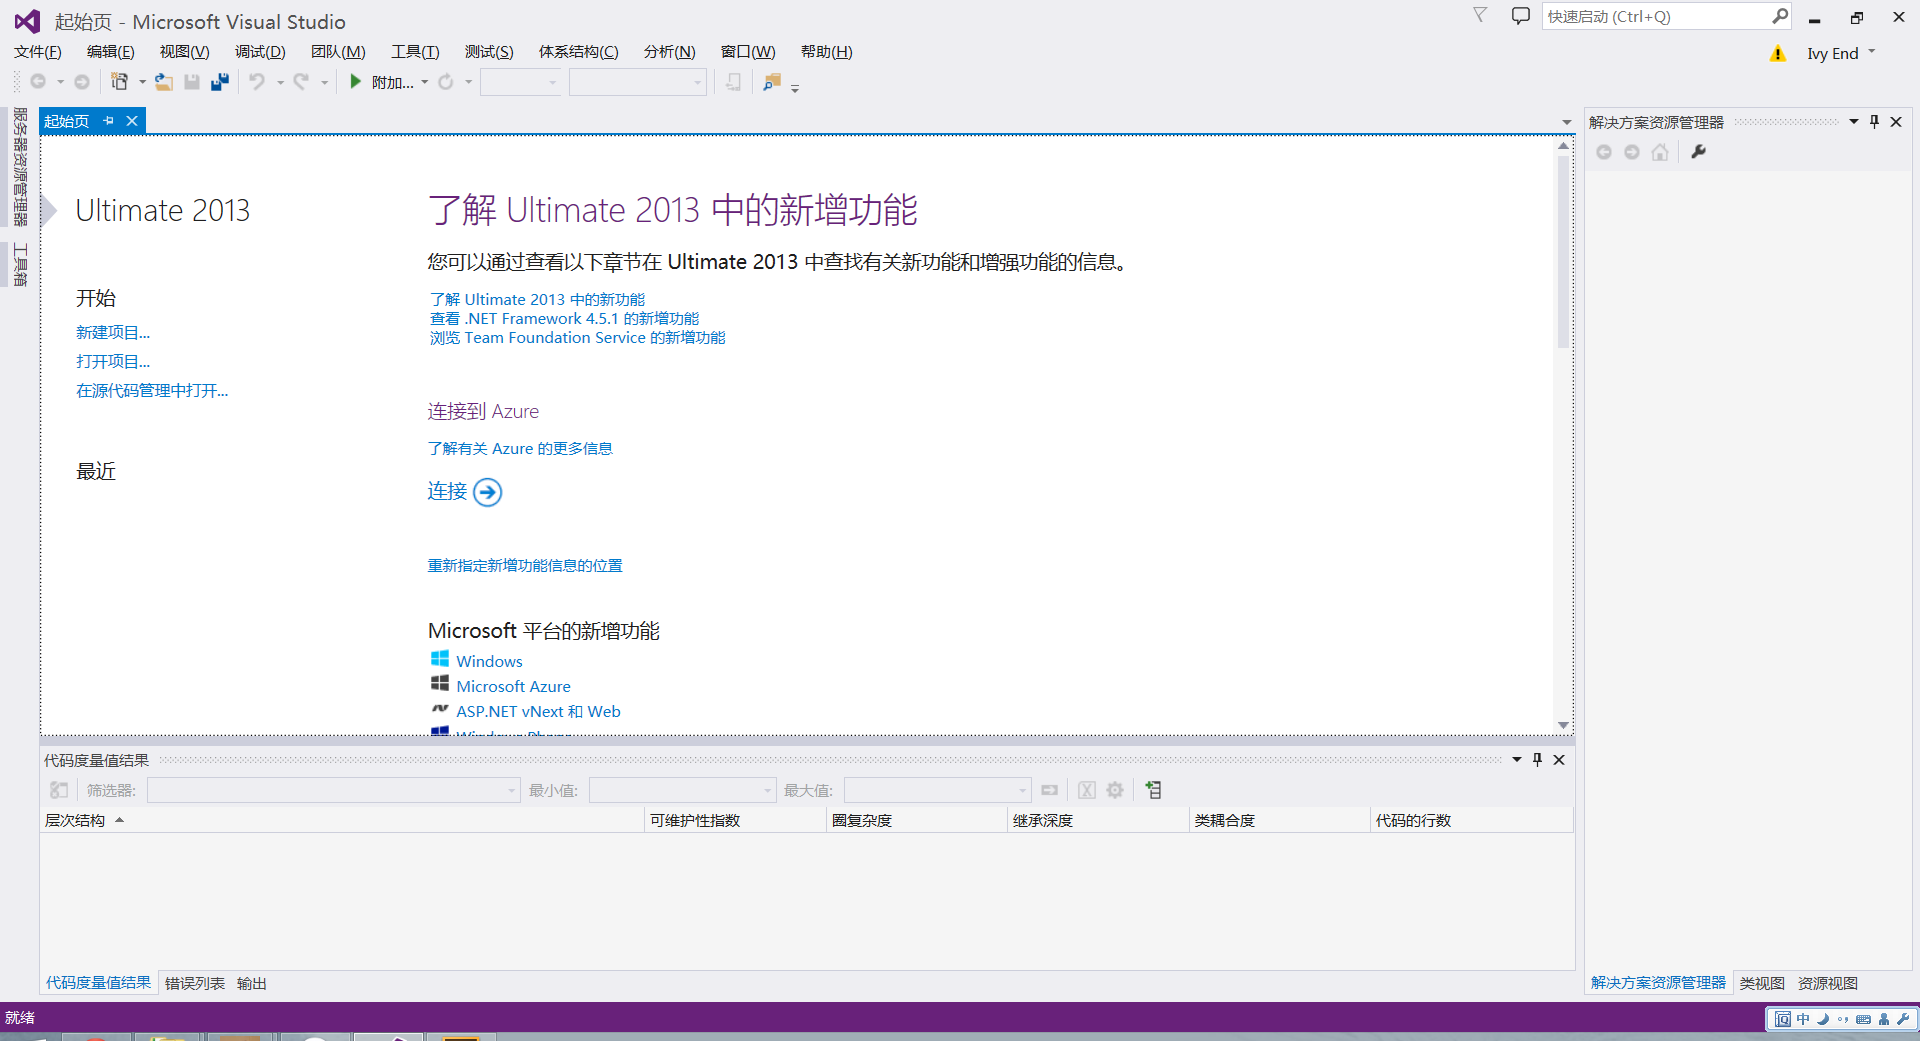 起始页 - Microsoft Visual Studio
快速启动 (Ctrl+Q)
文件(F) 编辑(E) 视图(V) 调试(D) 团队(M) 工具(T) 测试(S) 体系结构(C) 分析(N) 窗口(W) 帮助(H)
Ivy End
附加...
服务器资源管理器
工具箱
起始页
Ultimate 2013
开始
新建项目...
打开项目...
在源代码管理中打开...
最近
了解 Ultimate 2013 中的新增功能
您可以通过查看以下章节在 Ultimate 2013 中查找有关新功能和增强功能的信息。
了解 Ultimate 2013 中的新功能
查看 .NET Framework 4.5.1 的新增功能
浏览 Team Foundation Service 的新增功能
连接到 Azure
了解有关 Azure 的更多信息
连接
重新指定新增功能信息的位置
Microsoft 平台的新增功能
Windows
Microsoft Azure
ASP.NET vNext 和 Web
Windows Phone
解决方案资源管理器
代码度量值结果
筛选器: 最小值: 最大值:
层次结构 可维护性指数 圈复杂度 继承深度 类耦合度 代码的行数
代码度量值结果 错误列表 输出
解决方案资源管理器 类视图 资源视图
就绪
中